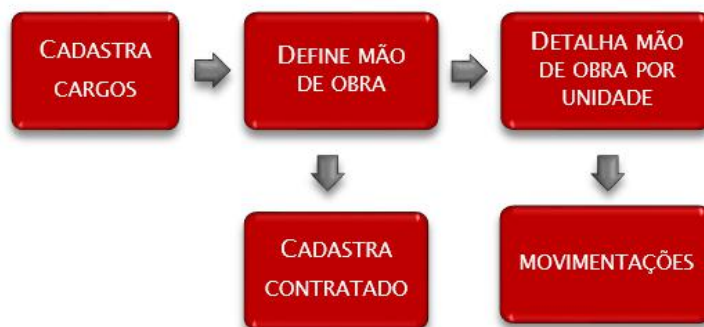 CADASTRA
CARGOS
DEFINE MÃO
DE OBRA
DETALHA MÃO
DE OBRA POR
UNIDADE
CADASTRA
CONTRATADO
MOVIMENTAÇÕES